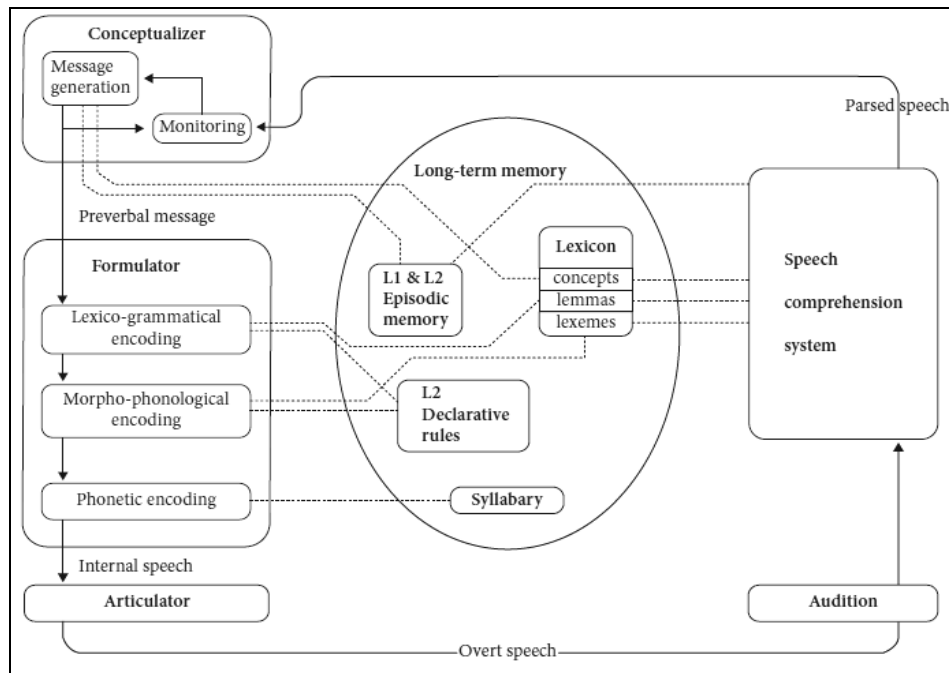 Conceptualizer
Message
generation
Monitoring
Parsed speech
Long-term memory
Preverbal message
Formulator
Lexico-grammatical
encoding
Morpho-phonological
encoding
Phonetic encoding
L1 & L2
Episodic
memory
Lexicon
concepts
lemmas
lexemes
L2
Declarative
rules
Syllabary
Speech
comprehension
system
Internal speech
Articulator
Audition
Overt speech